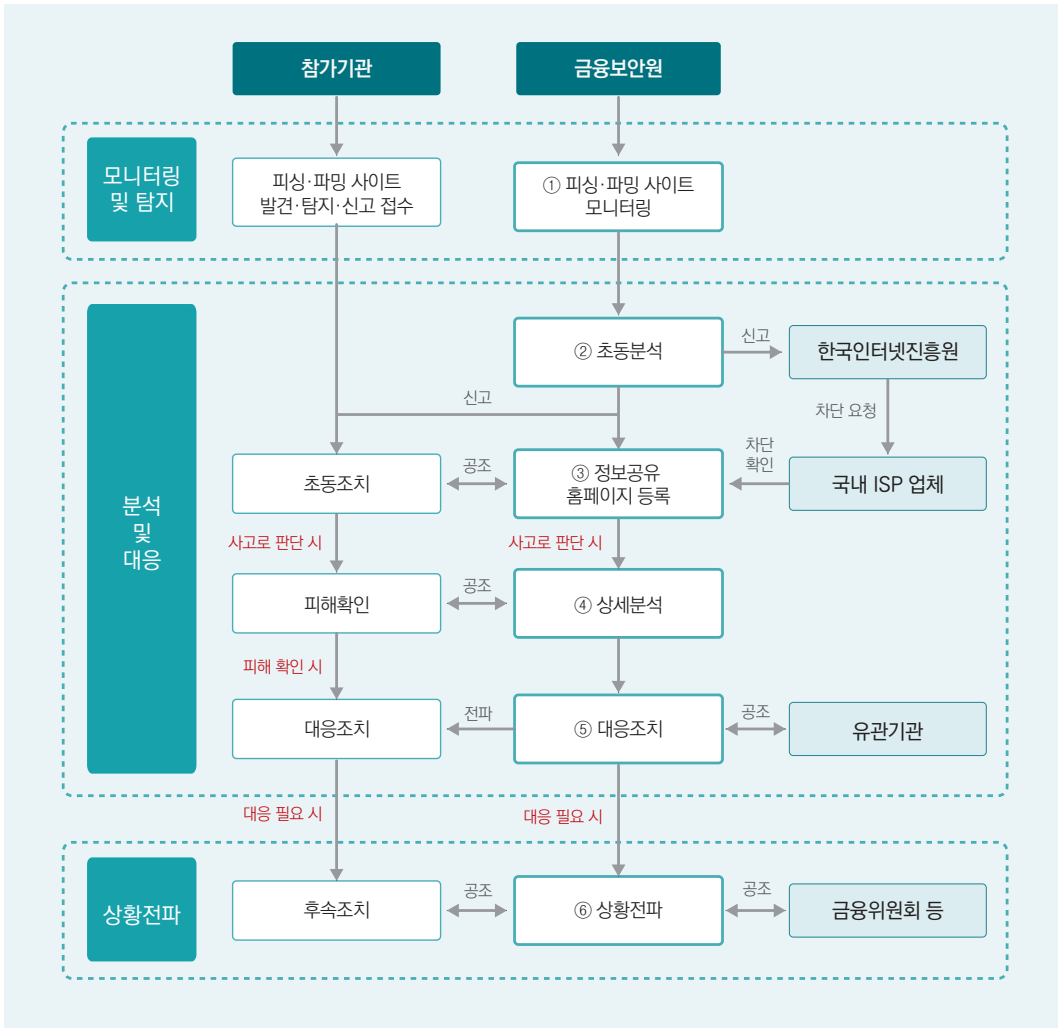 참가기관
금융보안원
모니터링
및 탐지
피싱·파밍 사이트
발견·탐지·신고 접수
① 피싱·파밍 사이트
모니터링
분석
및
대응
② 초동분석
신고
한국인터넷진흥원
신고
차단 요청
초동조치
공조
③ 정보공유
홈페이지 등록
차단
확인
국내 ISP 업체
사고로 판단 시
사고로 판단 시
피해확인
공조
④ 상세분석
피해 확인 시
대응조치
전파
⑤ 대응조치
공조
유관기관
대응 필요 시
대응 필요 시
상황전파
후속조치
공조
⑥ 상황전파
공조
금융위원회 등